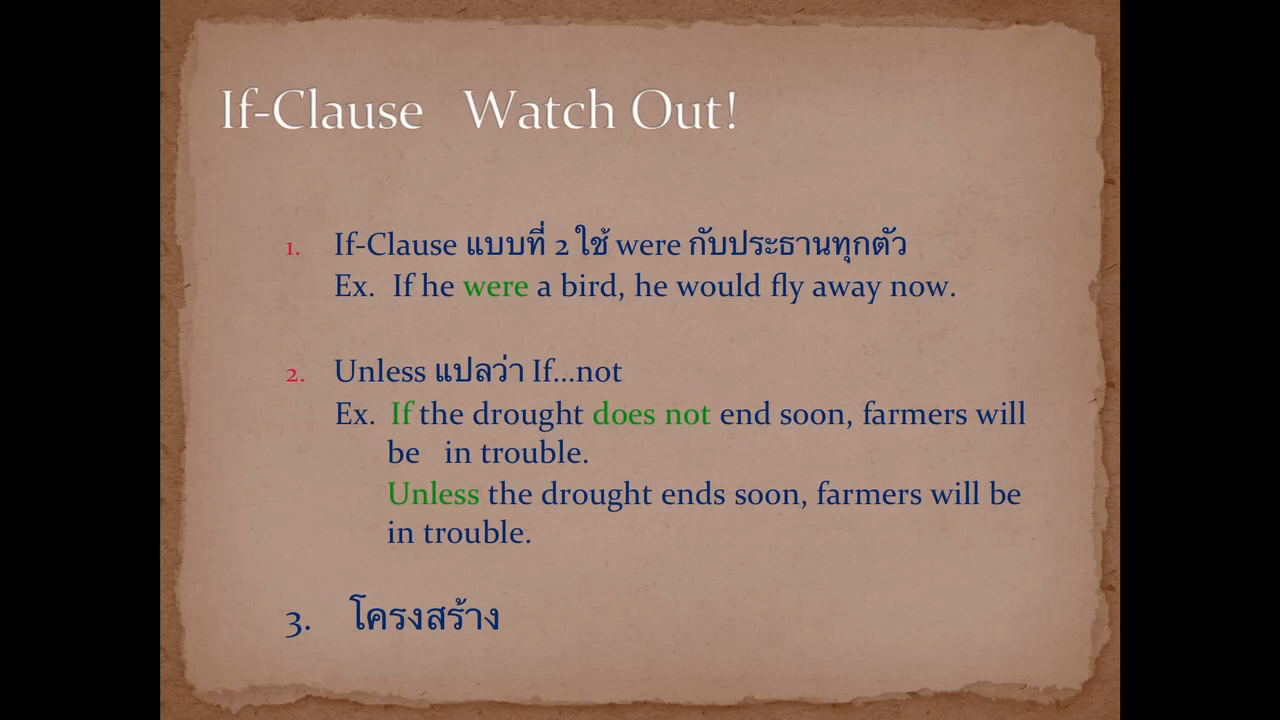 If-Clause Watch Out!
1. If-Clause แบบที่ 2 ใช้ were กับประธานทุกตัว
Ex. If he were a bird, he would fly away now.
2. Unless แปลว่า If...not
Ex. If the drought does not end soon, farmers will
be in trouble.
Unless the drought ends soon, farmers will be
in trouble.
3. โครงสร้าง